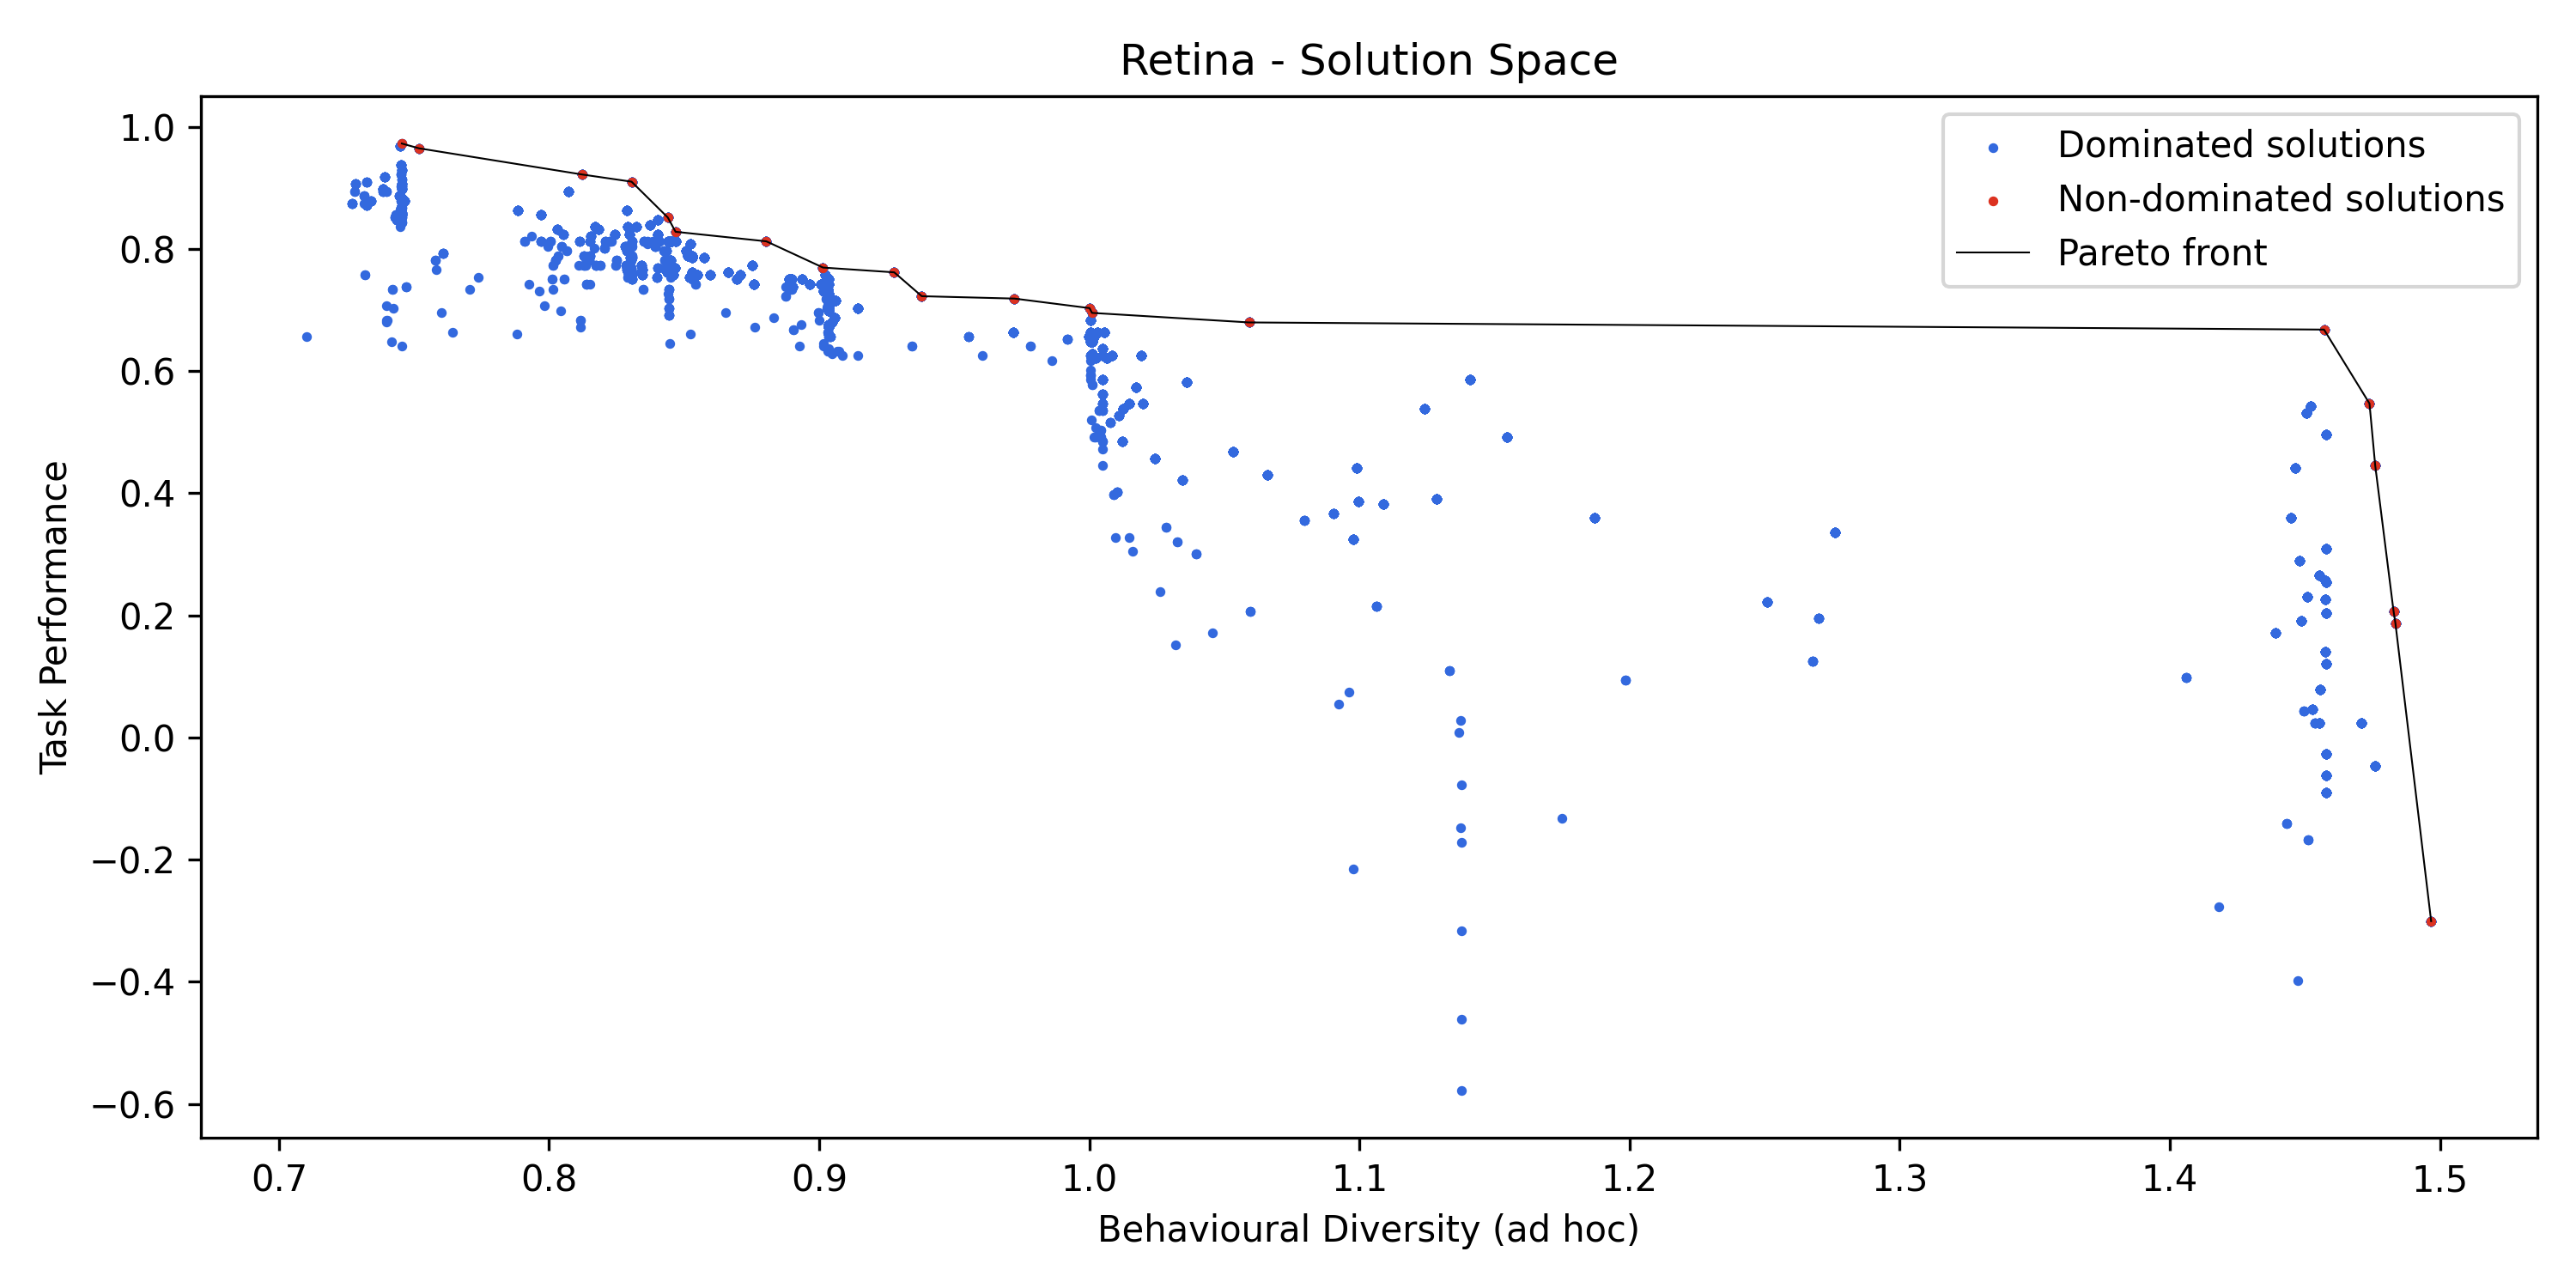 Retina - Solution Space
Dominated solutions
Non-dominated solutions
Pareto front
Task Performance
1.0
0.8
0.6
0.4
0.2
0.0
−0.2
−0.4
−0.6
0.7 0.8 0.9 1.0 1.1 1.2 1.3 1.4 1.5
Behavioural Diversity (ad hoc)